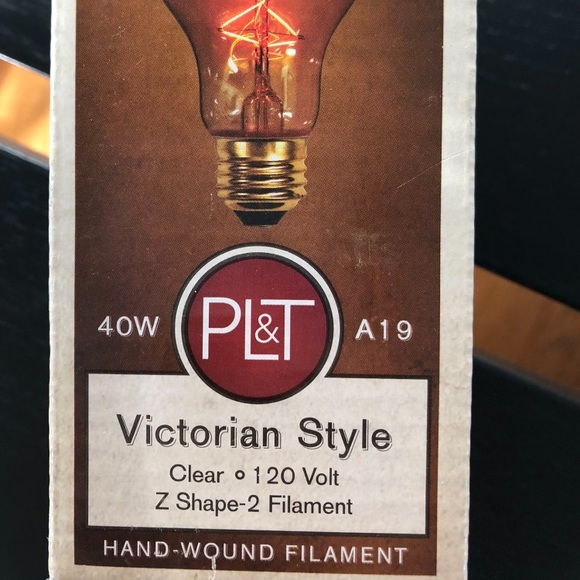 40W PL&T A19
Victorian Style
Clear ° 120 Volt
Z Shape-2 Filament
HAND-WOUND FILAMENT